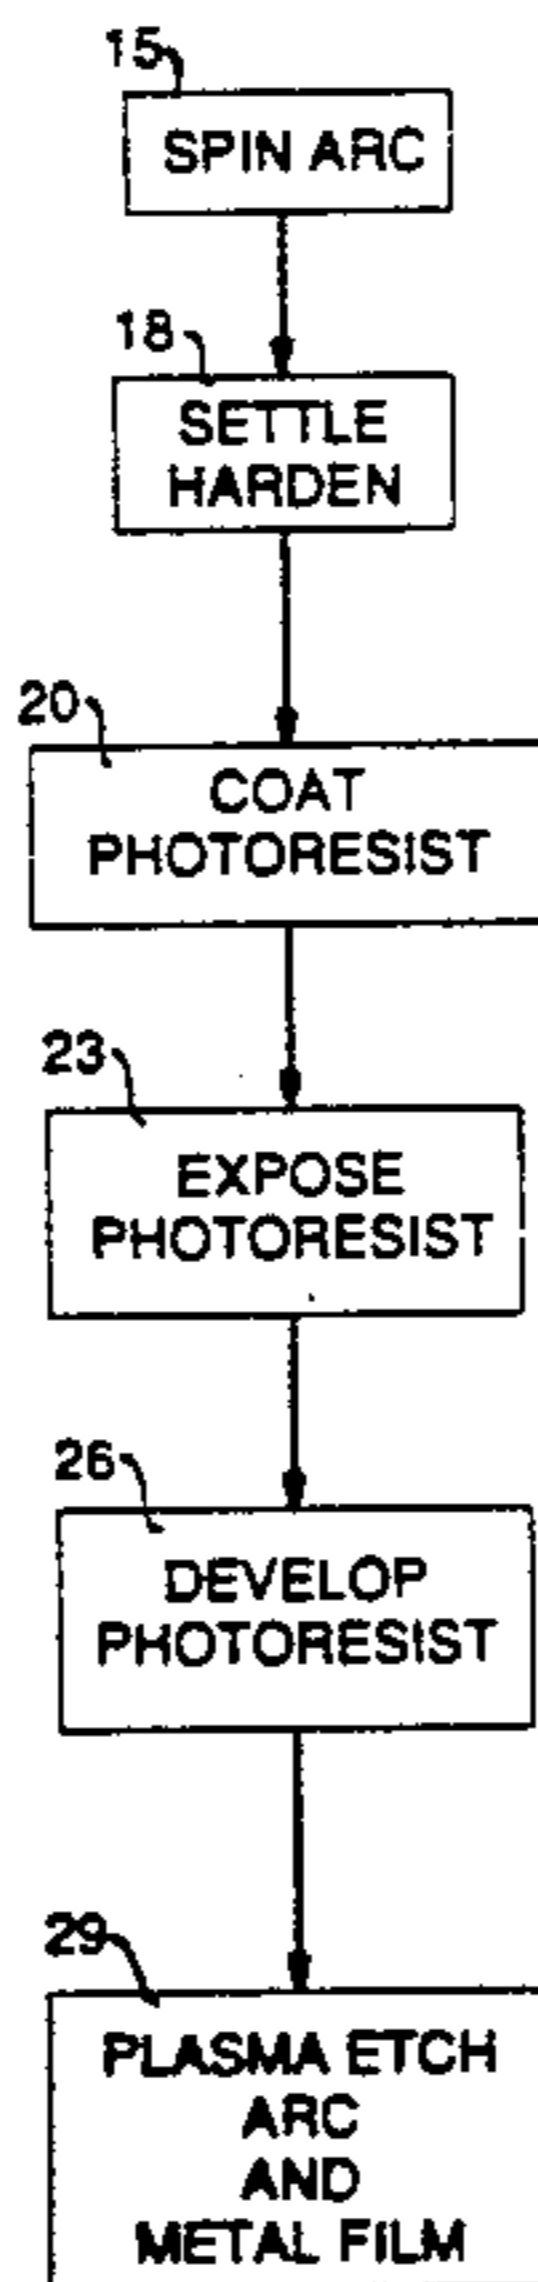 15
SPIN ARC
18
SETTLE
HARDEN
20
COAT
PHOTORESIST
23
EXPOSE
PHOTORESIST
26
DEVELOP
PHOTORESIST
29
PLASMA ETCH
ARC
AND
METAL FILM